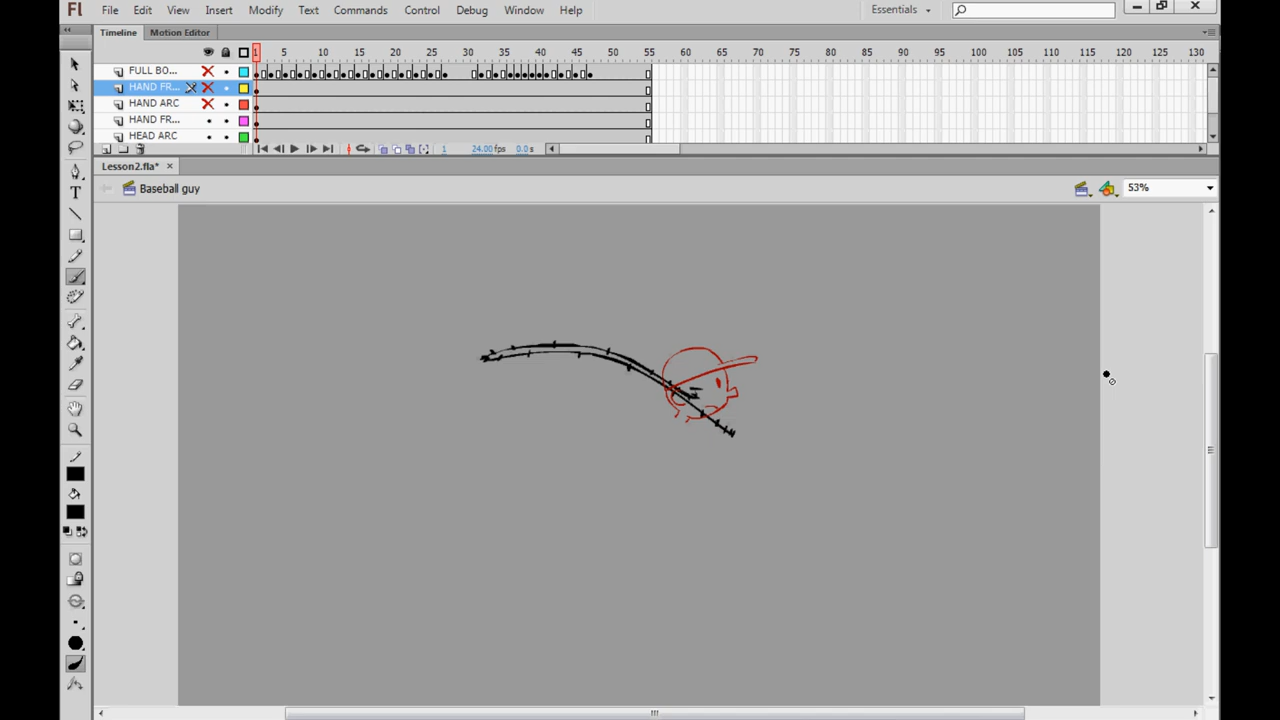 Fl File Edit View Insert Modify Text Commands Control Debug Window Help Essentials
Timeline Motion Editor
1 5 10 15 20 25 30 35 40 45 50 55 60 65 70 75 80 85 90 95 100 105 110 115 120 125 130
FULL BO...
HAND FR...
HAND ARC
HAND FR...
HEAD ARC
1 24.00 fps 0.0 s
Lesson2.fla* ×
Baseball guy 53%
T